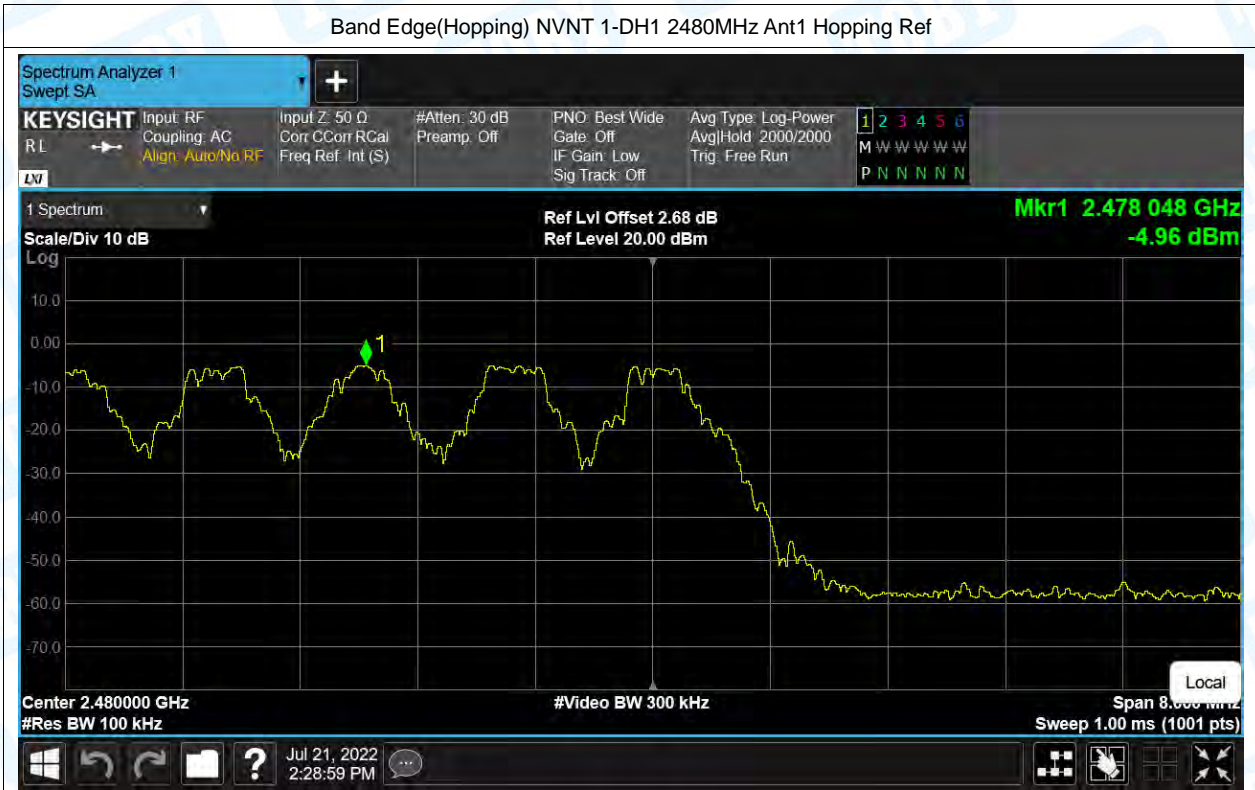 Band Edge(Hopping) NVNT 1-DH1 2480MHz Ant1 Hopping Ref
Spectrum Analyzer 1
Swept SA
KEYSIGHT
RL
LXI
Input: RF
Coupling: AC
Align: Auto/No RF
Input Z: 50 Ω
Corr CCorr RCal
Freq Ref: Int (S)
#Atten: 30 dB
Preamp: Off
PNO: Best Wide
Gate: Off
IF Gain: Low
Sig Track: Off
Avg Type: Log-Power
Avg|Hold: 2000/2000
Trig: Free Run
1 2 3 4 5 6
M W W W W W
P N N N N N
1 Spectrum
Scale/Div 10 dB
Ref Lvl Offset 2.68 dB
Ref Level 20.00 dBm
Mkr1 2.478 048 GHz
-4.96 dBm
Log
10.0
0.00
-10.0
-20.0
-30.0
-40.0
-50.0
-60.0
-70.0
1
Center 2.480000 GHz
#Res BW 100 kHz
#Video BW 300 kHz
Local
Span 8.000 MHz
Sweep 1.00 ms (1001 pts)
?
Jul 21, 2022
2:28:59 PM